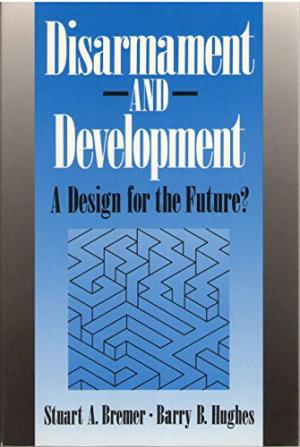 Disarmament
AND
Development
A Design for the Future?
Stuart A. Bremer · Barry B. Hughes